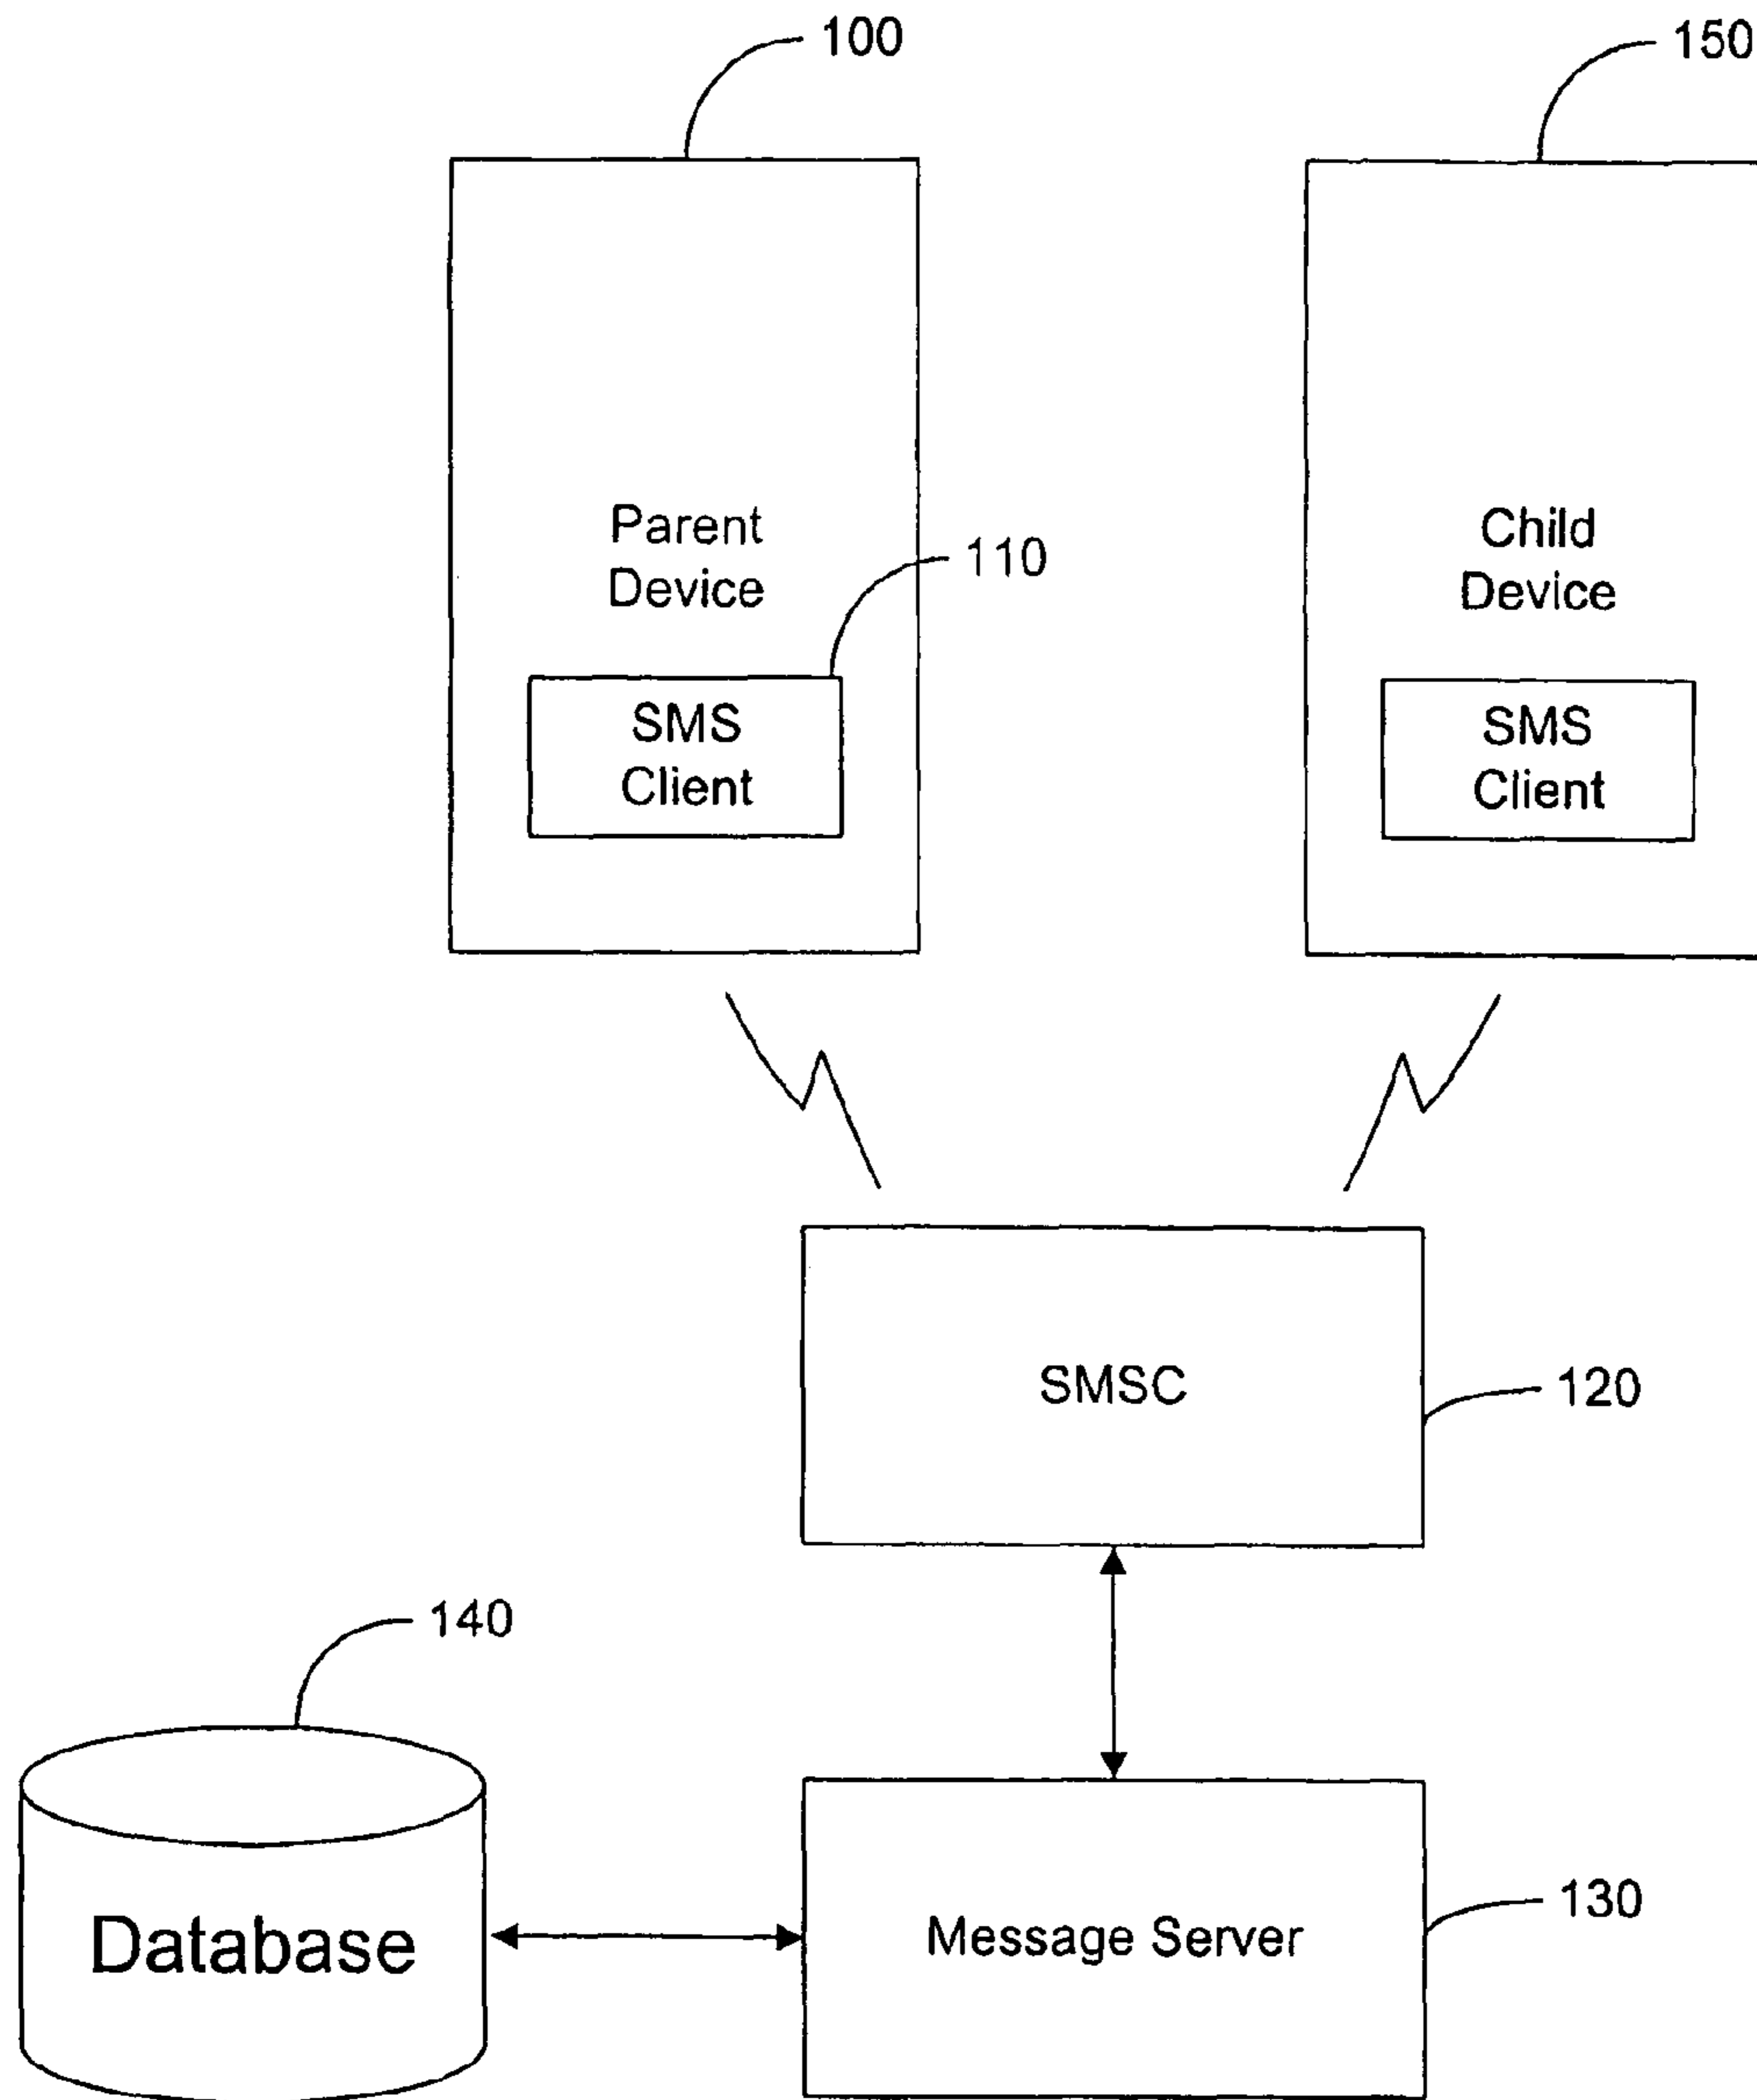 100
150
Parent
Device
110
SMS
Client
Child
Device
SMS
Client
SMSC
120
140
Database
Message Server
130